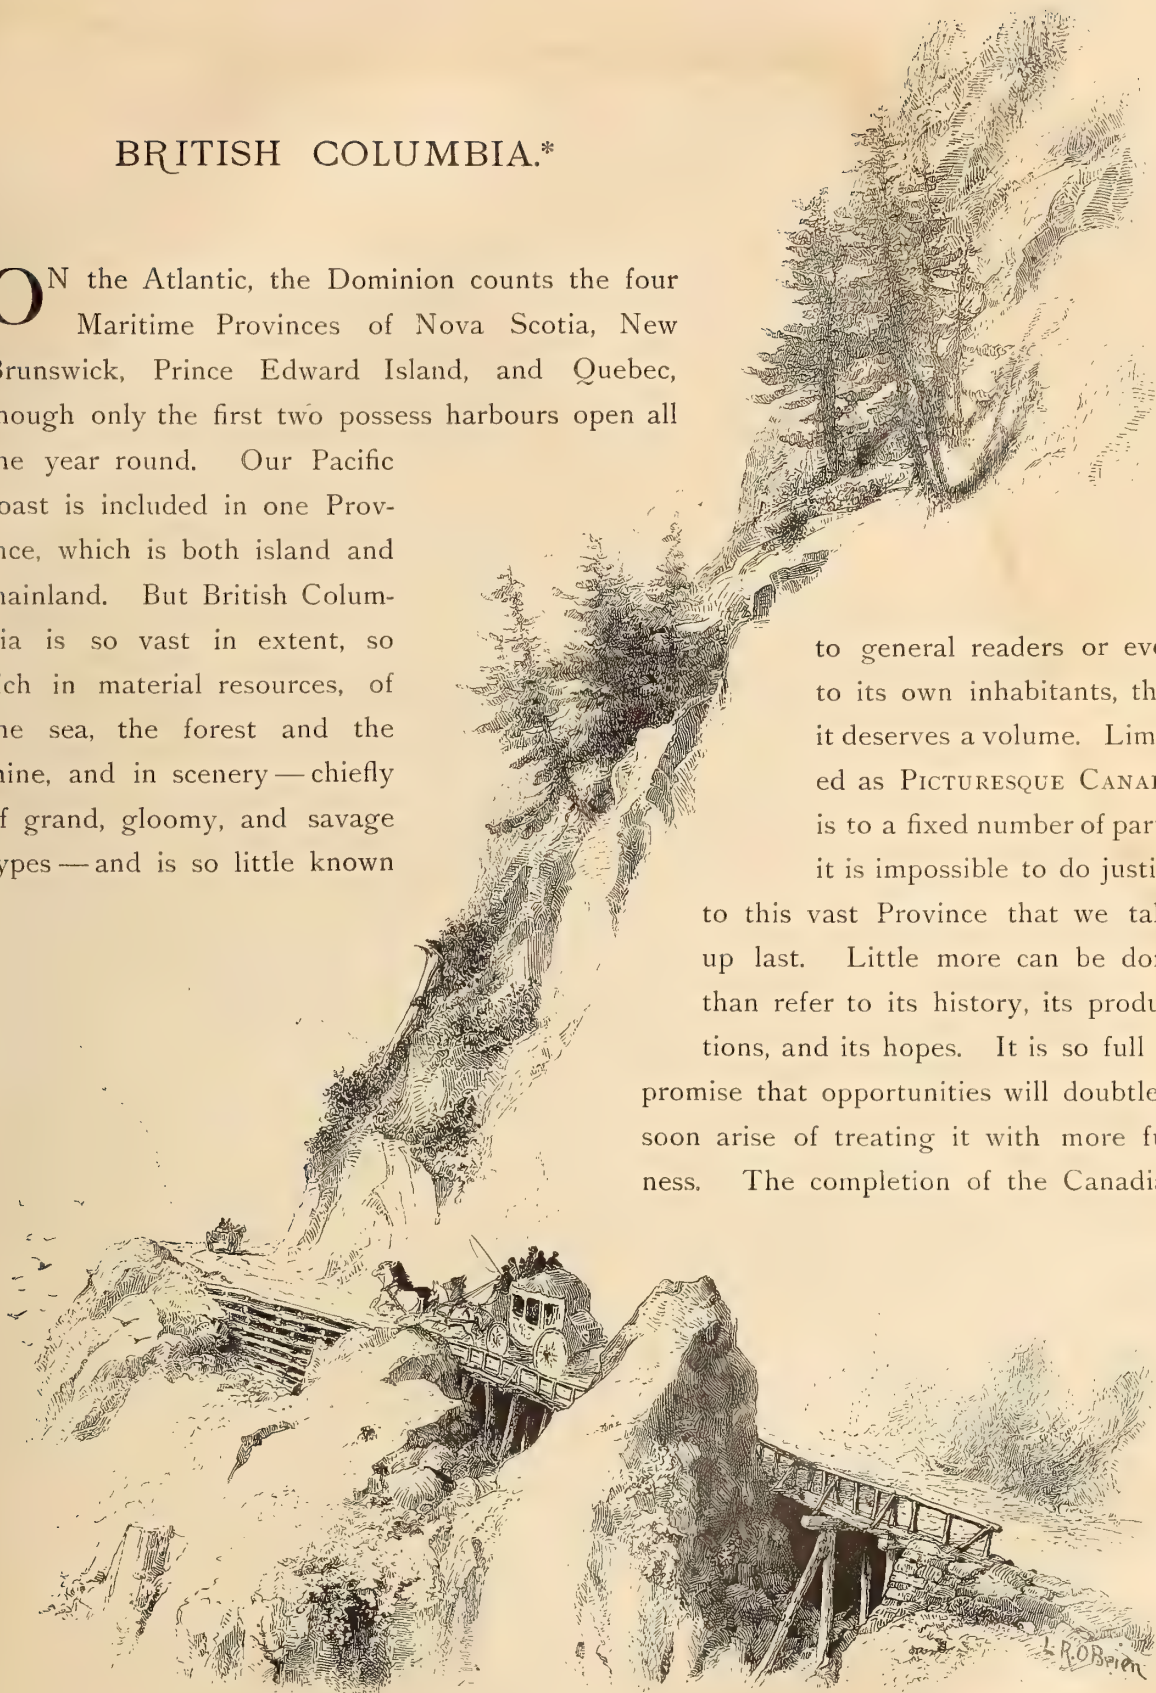 BRITISH COLUMBIA.*
ON the Atlantic, the Dominion counts the four
Maritime Provinces of Nova Scotia, New
Brunswick, Prince Edward Island, and Quebec,
hough only the first two possess harbours open all
he year round. Our Pacific
oast is included in one Prov-
nce, which is both island and
mainland. But British Colum-
ia is so vast in extent, so
ich in material resources, of
he sea, the forest and the
mine, and in scenery — chiefly
f grand, gloomy, and savage
ypes — and is so little known
to general readers or eve
to its own inhabitants, th
it deserves a volume. Lim
ed as PICTURESQUE CANA
is to a fixed number of par
it is impossible to do justi
to this vast Province that we ta
up last. Little more can be do
than refer to its history, its produ
tions, and its hopes. It is so full
promise that opportunities will doubtle
soon arise of treating it with more fu
ness. The completion of the Canadi
L. R. O'Brien